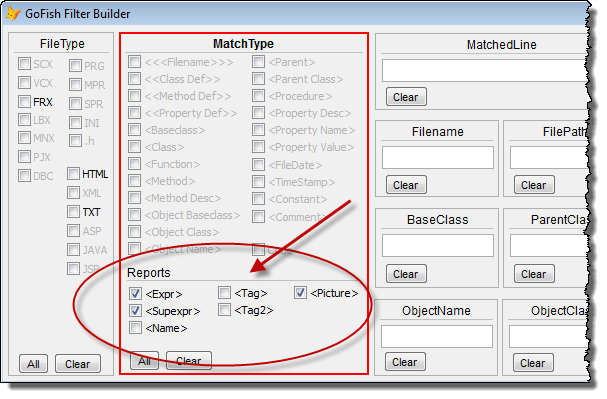 GoFish Filter Builder
FileType
SCX
VCX
FRX
LBX
MNX
PJX
DBC
PRG
MPR
SPR
INI
.h
HTML
XML
TXT
ASP
JAVA
JSP
All Clear
MatchType
<<<Filename>>>
<<Class Def>>
<<Method Def>>
<<Property Def>>
<Baseclass>
<Class>
<Function>
<Method>
<Method Desc>
<Object Baseclass>
<Object Class>
<Object Name>
<Parent>
<Parent Class>
<Procedure>
<Property Desc>
<Property Name>
<Property Value>
<FileDate>
<TimeStamp>
<Constant>
<Comment>
Reports
<Expr> <Tag> <Picture>
<Supexpr> <Tag2>
<Name>
All Clear
MatchedLine
Clear
Filename FilePath
Clear Clear
BaseClass ParentCla
Clear Clear
ObjectName ObjectCla
Clear Clear